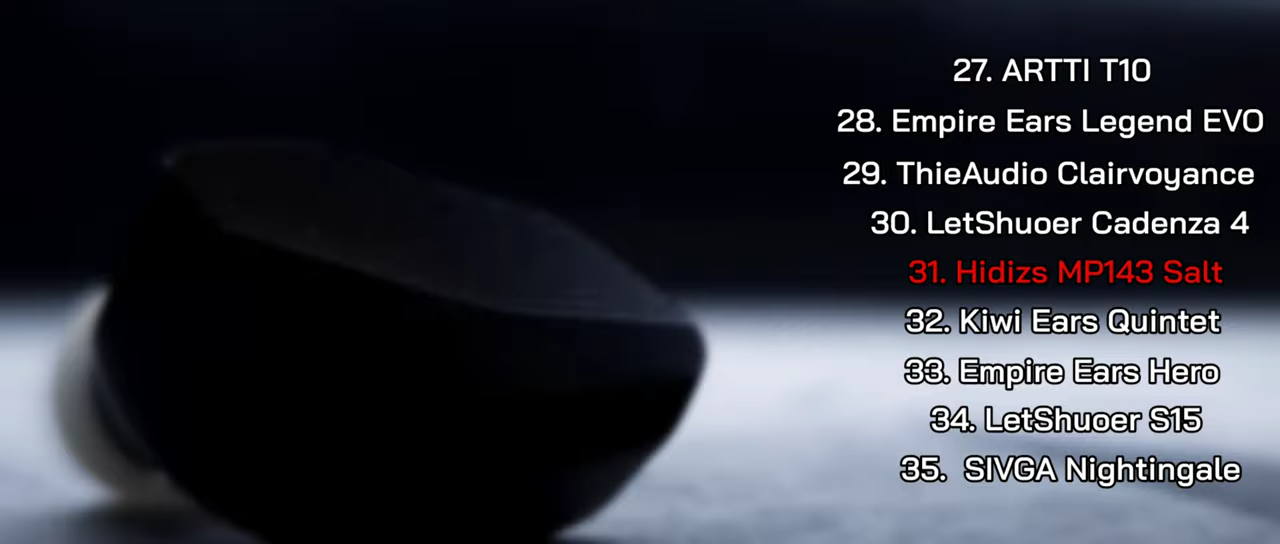 27. ARTTI T10
28. Empire Ears Legend EVO
29. ThieAudio Clairvoyance
30. LetShuoer Cadenza 4
31. Hidizs MP143 Salt
32. Kiwi Ears Quintet
33. Empire Ears Hero
34. LetShuoer S15
35. SIVGA Nightingale